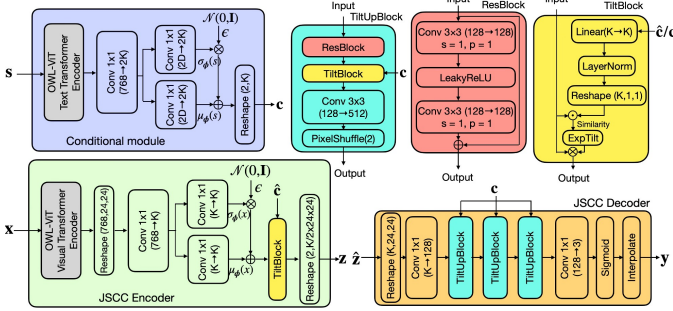 s
OWL-ViT
Text Transformer
Encoder
Conv 1x1
(768→2K)
Conv 1x1
(2D→2K)
Conv 1x1
(2D→2K)
𝒩(0,I)
ϵ
σϕ(s)
μϕ(s)
Reshape (2,K)
c
Conditional module
Input
TiltUpBlock
ResBlock
TiltBlock
c
Conv 3x3
(128→512)
PixelShuffle(2)
Output
Input
ResBlock
Conv 3×3 (128→128)
s = 1, p = 1
LeakyReLU
Conv 3×3 (128→128)
s = 1, p = 1
Output
Input
TiltBlock
Linear(K→K)
ĉ/c
LayerNorm
Reshape (K,1,1)
Similarity
ExpTilt
Output
x
OWL-ViT
Visual Transformer
Encoder
Reshape (768,24,24)
Conv 1x1
(768→K)
Conv 1x1
(K→K)
Conv 1x1
(K→K)
𝒩(0,I)
ϵ
σϕ(x)
μϕ(x)
ĉ
TiltBlock
Reshape (2,K/2x24x24)
z
JSCC Encoder
ẑ
Reshape (K,24,24)
Conv 1x1
(K→128)
c
TiltUpBlock
TiltUpBlock
TiltUpBlock
Conv 1x1
(128→3)
Sigmoid
Interpolate
JSCC Decoder
y